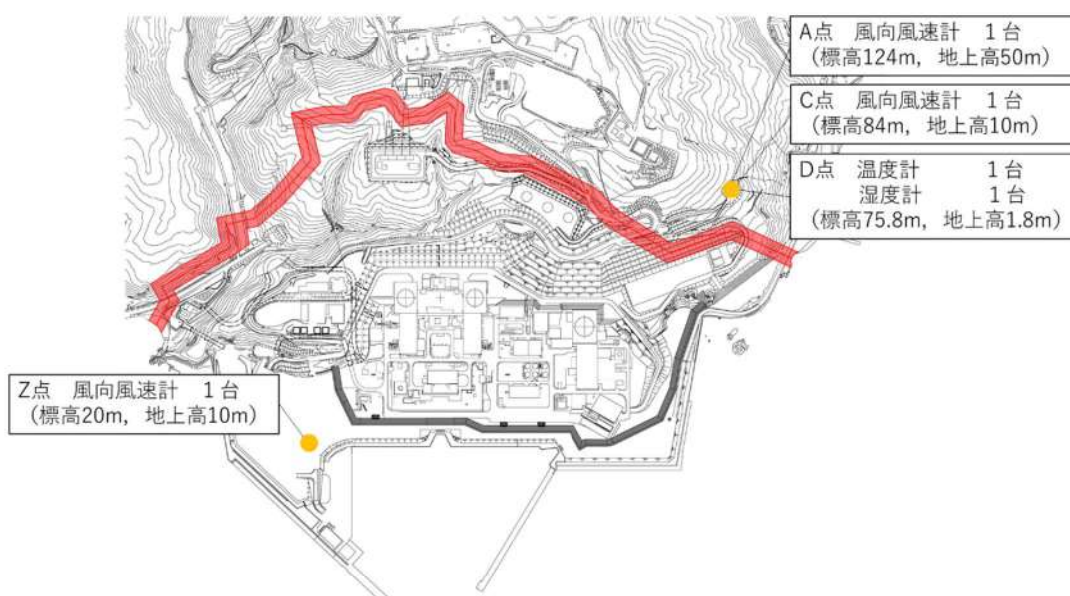 A点 風向風速計 1台
(標高124m, 地上高50m)
C点 風向風速計 1台
(標高84m, 地上高10m)
D点 温度計 1台
湿度計 1台
(標高75.8m, 地上高1.8m)
Z点 風向風速計 1台
(標高20m, 地上高10m)